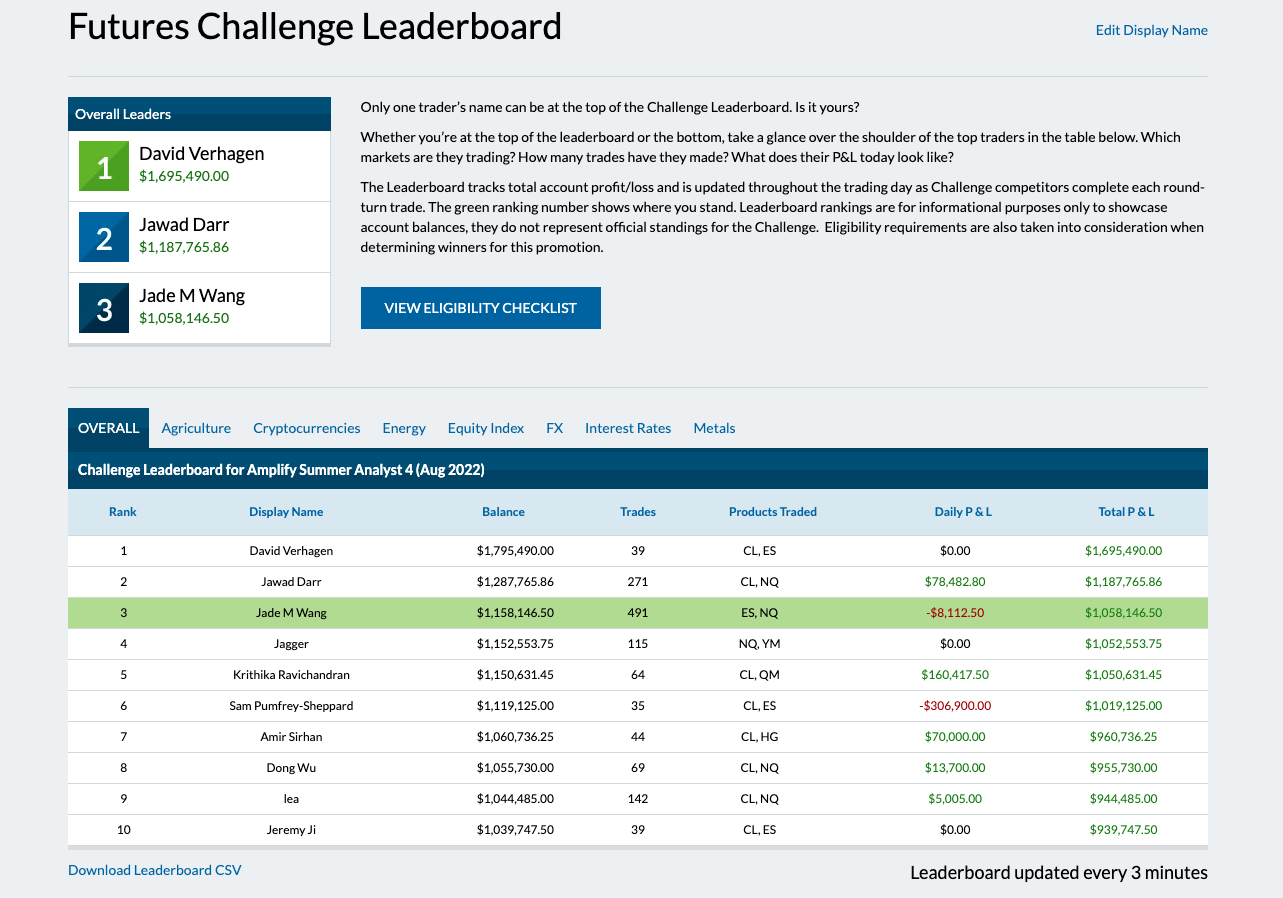 Futures Challenge Leaderboard
Edit Display Name
Overall Leaders
1
David Verhagen
$1,695,490.00
2
Jawad Darr
$1,187,765.86
3
Jade M Wang
$1,058,146.50
Only one trader's name can be at the top of the Challenge Leaderboard. Is it yours?
Whether you're at the top of the leaderboard or the bottom, take a glance over the shoulder of the top traders in the table below. Which
markets are they trading? How many trades have they made? What does their P&L today look like?
The Leaderboard tracks total account profit/loss and is updated throughout the trading day as Challenge competitors complete each round-
turn trade. The green ranking number shows where you stand. Leaderboard rankings are for informational purposes only to showcase
account balances, they do not represent official standings for the Challenge.  Eligibility requirements are also taken into consideration when
determining winners for this promotion.
VIEW ELIGIBILITY CHECKLIST
OVERALL Agriculture Cryptocurrencies Energy Equity Index FX Interest Rates Metals
Challenge Leaderboard for Amplify Summer Analyst 4 (Aug 2022)
Rank Display Name Balance Trades Products Traded Daily P & L Total P & L
1 David Verhagen $1,795,490.00 39 CL, ES $0.00 $1,695,490.00
2 Jawad Darr $1,287,765.86 271 CL, NQ $78,482.80 $1,187,765.86
3 Jade M Wang $1,158,146.50 491 ES, NQ -$8,112.50 $1,058,146.50
4 Jagger $1,152,553.75 115 NQ, YM $0.00 $1,052,553.75
5 Krithika Ravichandran $1,150,631.45 64 CL, QM $160,417.50 $1,050,631.45
6 Sam Pumfrey-Sheppard $1,119,125.00 35 CL, ES -$306,900.00 $1,019,125.00
7 Amir Sirhan $1,060,736.25 44 CL, HG $70,000.00 $960,736.25
8 Dong Wu $1,055,730.00 69 CL, NQ $13,700.00 $955,730.00
9 lea $1,044,485.00 142 CL, NQ $5,005.00 $944,485.00
10 Jeremy Ji $1,039,747.50 39 CL, ES $0.00 $939,747.50
Download Leaderboard CSV
Leaderboard updated every 3 minutes